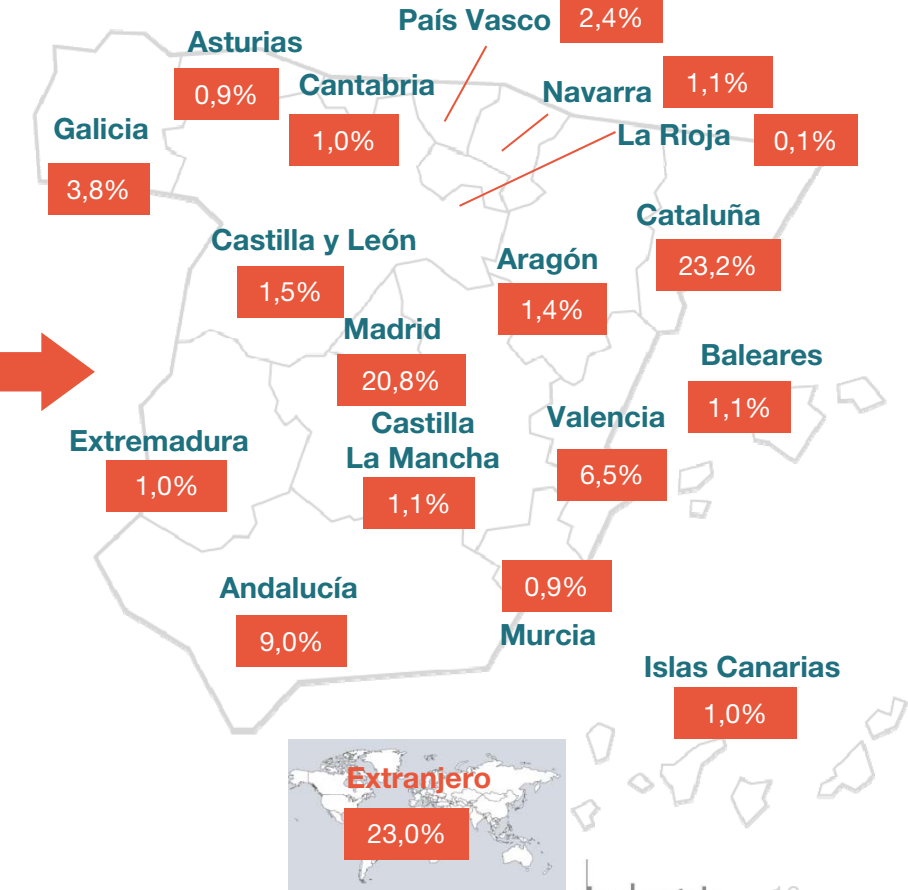 País Vasco
2,4%
Asturias
0,9%
Cantabria
1,0%
Navarra
1,1%
La Rioja
0,1%
Galicia
3,8%
Cataluña
23,2%
Castilla y León
1,5%
Aragón
1,4%
Madrid
20,8%
Baleares
1,1%
Castilla
La Mancha
1,1%
Valencia
6,5%
Extremadura
1,0%
Andalucía
9,0%
0,9%
Murcia
Islas Canarias
1,0%
Extranjero
23,0%